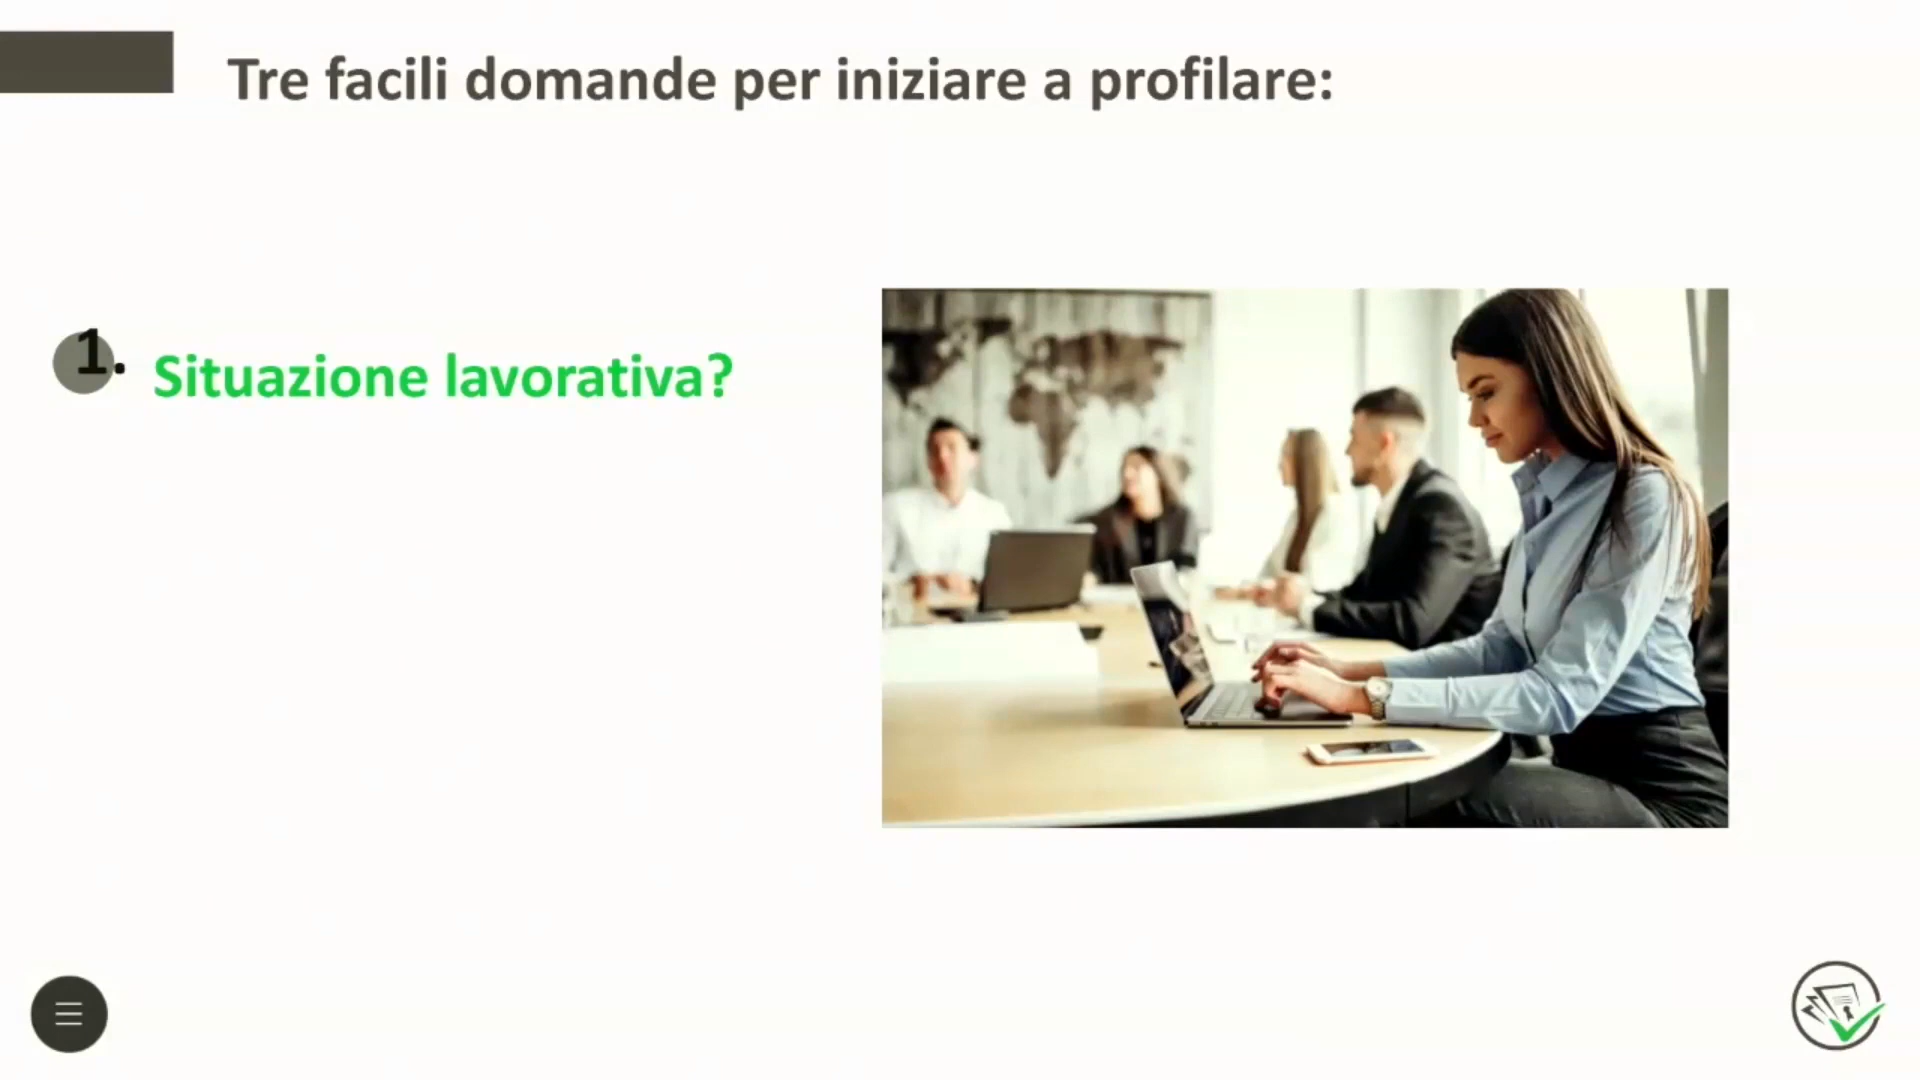 Tre facili domande per iniziare a profilare:
1. Situazione lavorativa?